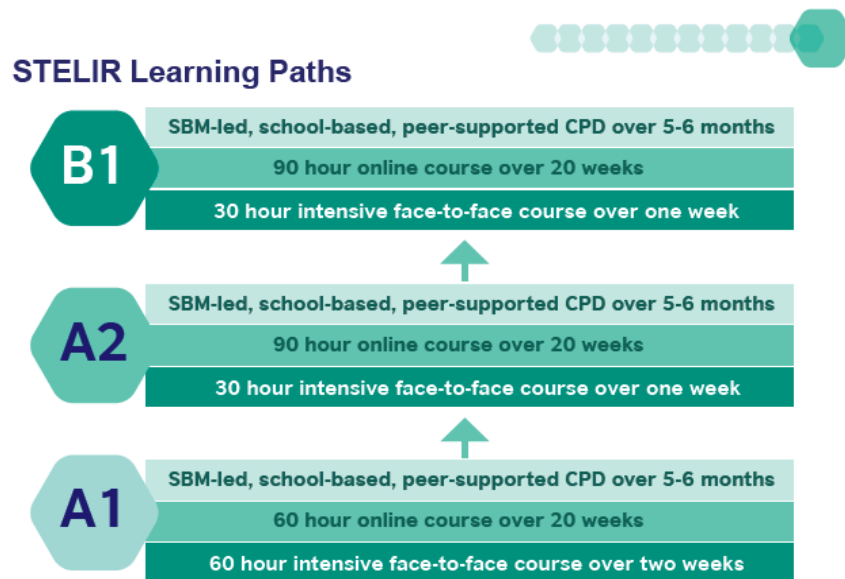 STELIR Learning Paths
B1
SBM-led, school-based, peer-supported CPD over 5-6 months
90 hour online course over 20 weeks
30 hour intensive face-to-face course over one week
A2
SBM-led, school-based, peer-supported CPD over 5-6 months
90 hour online course over 20 weeks
30 hour intensive face-to-face course over one week
A1
SBM-led, school-based, peer-supported CPD over 5-6 months
60 hour online course over 20 weeks
60 hour intensive face-to-face course over two weeks